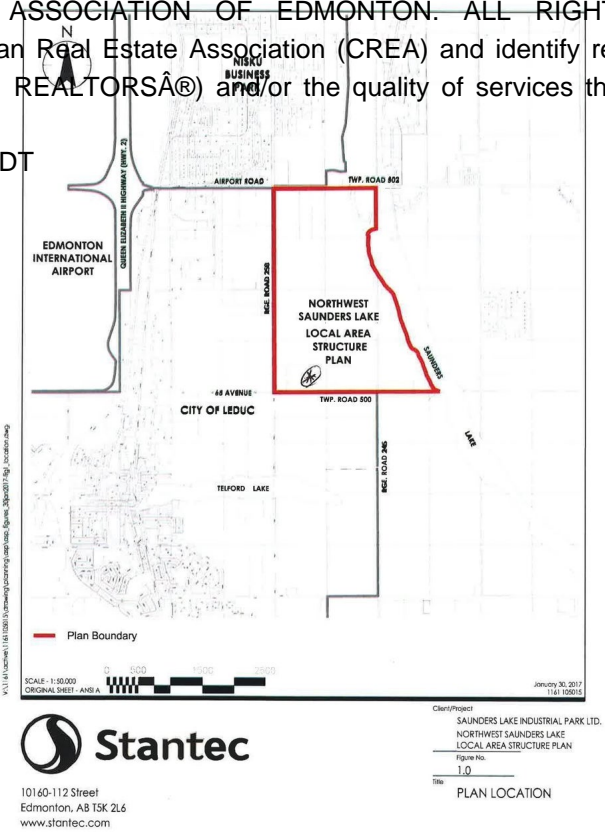 ASSOCIATION OF EDMONTON. ALL RIGHT
an Real Estate Association (CREA) and identify re
REALTORSÂ®) and/or the quality of services th
DT
N
NISKU
BUSINESS
PARK
QUEEN ELIZABETH II HIGHWAY (HWY. 2)
AIRPORT ROAD
TWP. ROAD 502
EDMONTON
INTERNATIONAL
AIRPORT
RGE. ROAD 250
NORTHWEST
SAUNDERS LAKE
LOCAL AREA
STRUCTURE
PLAN
SAUNDERS
LAKE
65 AVENUE
CITY OF LEDUC
TWP. ROAD 500
RGE. ROAD 245
TELFORD LAKE
Plan Boundary
0 500 1500 2500
SCALE - 1:50,000
ORIGINAL SHEET - ANSI A
January 30, 2017
1161 105015
Stantec
10160-112 Street
Edmonton, AB T5K 2L6
www.stantec.com
Client/Project
SAUNDERS LAKE INDUSTRIAL PARK LTD.
NORTHWEST SAUNDERS LAKE
LOCAL AREA STRUCTURE PLAN
Figure No.
1.0
Title
PLAN LOCATION